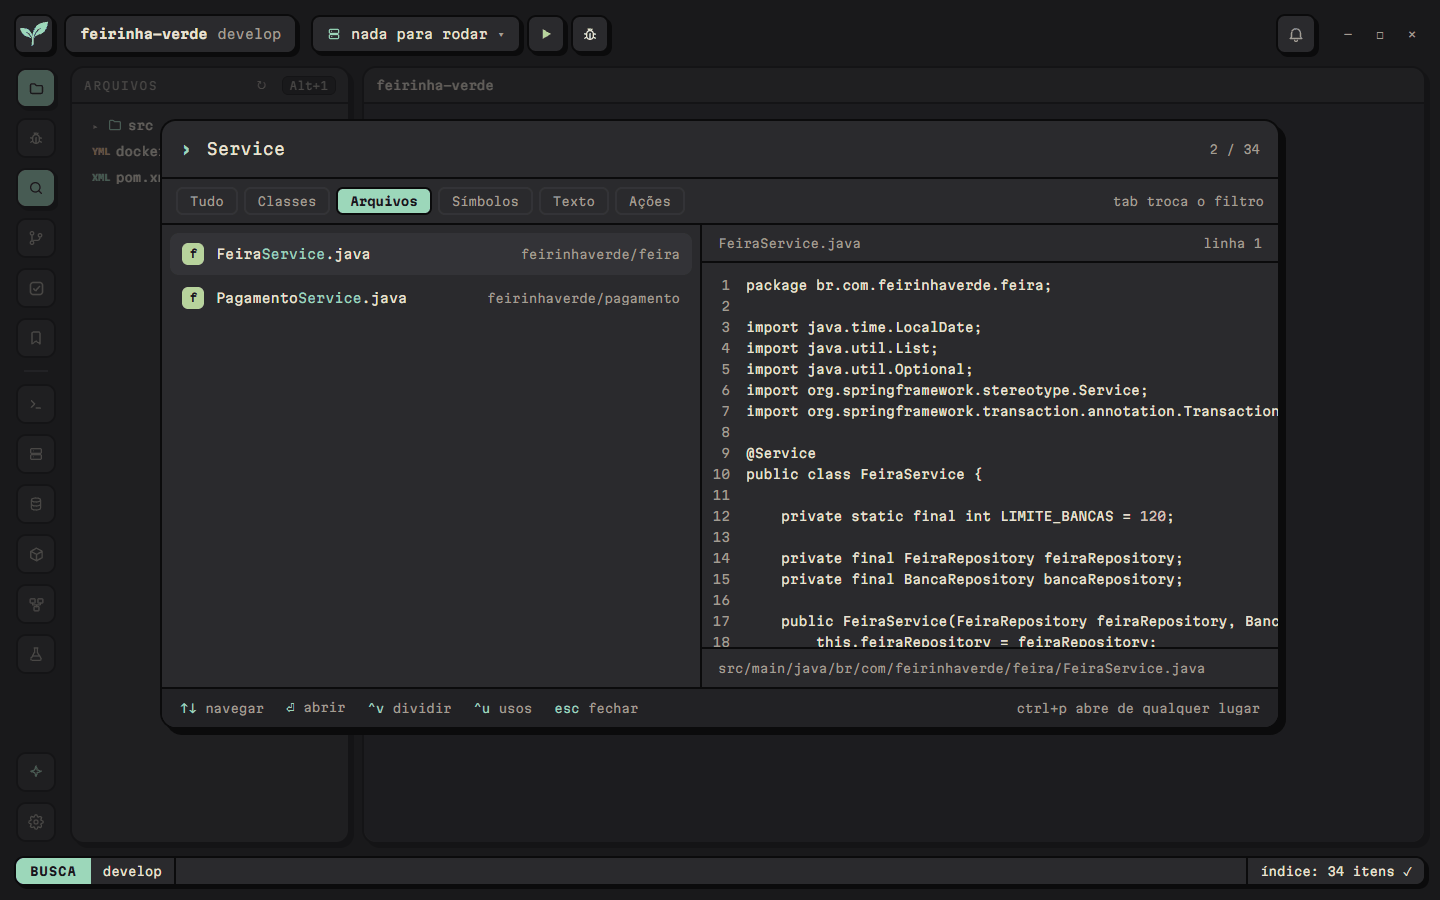 feirinha-verde develop
nada para rodar
ARQUIVOS Alt+1
feirinha-verde
src
YML docke
XML pom.x
› Service
2 / 34
Tudo Classes Arquivos Símbolos Texto Ações
tab troca o filtro
f FeiraService.java feirinhaverde/feira
f PagamentoService.java feirinhaverde/pagamento
FeiraService.java linha 1
1 package br.com.feirinhaverde.feira;
2
3 import java.time.LocalDate;
4 import java.util.List;
5 import java.util.Optional;
6 import org.springframework.stereotype.Service;
7 import org.springframework.transaction.annotation.Transaction
8
9 @Service
10 public class FeiraService {
11
12 private static final int LIMITE_BANCAS = 120;
13
14 private final FeiraRepository feiraRepository;
15 private final BancaRepository bancaRepository;
16
17 public FeiraService(FeiraRepository feiraRepository, Banc
18 this.feiraRepository = feiraRepository;
src/main/java/br/com/feirinhaverde/feira/FeiraService.java
↑↓ navegar ⏎ abrir ^v dividir ^u usos esc fechar
ctrl+p abre de qualquer lugar
BUSCA develop
índice: 34 itens ✓